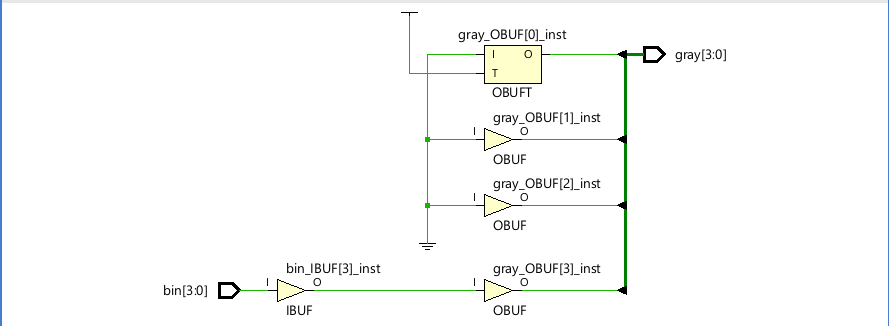 gray_OBUF[0]_inst
I O
T
OBUFT
gray[3:0]
gray_OBUF[1]_inst
I O
OBUF
gray_OBUF[2]_inst
I O
OBUF
bin_IBUF[3]_inst
gray_OBUF[3]_inst
bin[3:0]
I O
IBUF
I O
OBUF